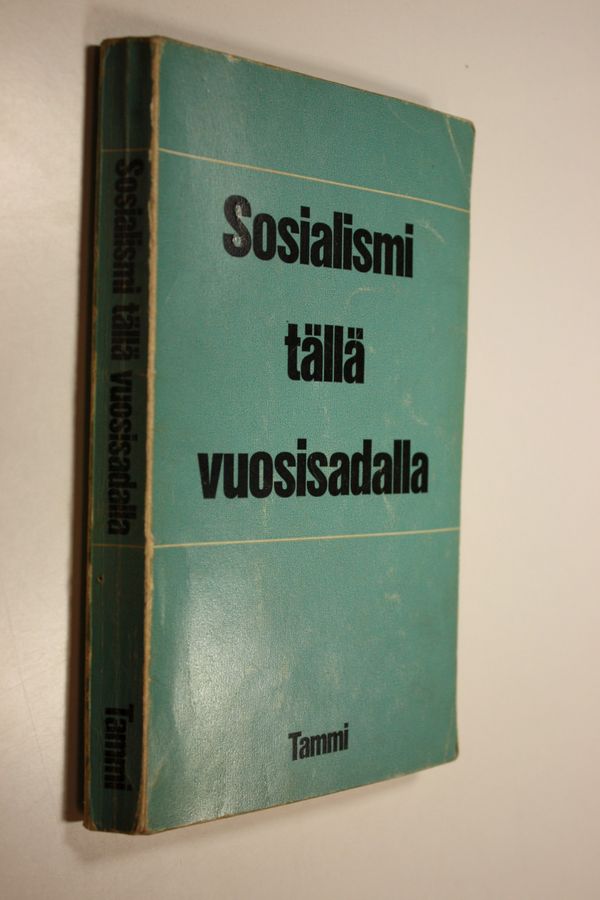 Sosialismi
tällä
vuosisadalla
Tammi
Sosialismi tällä vuosisadalla
Tammi